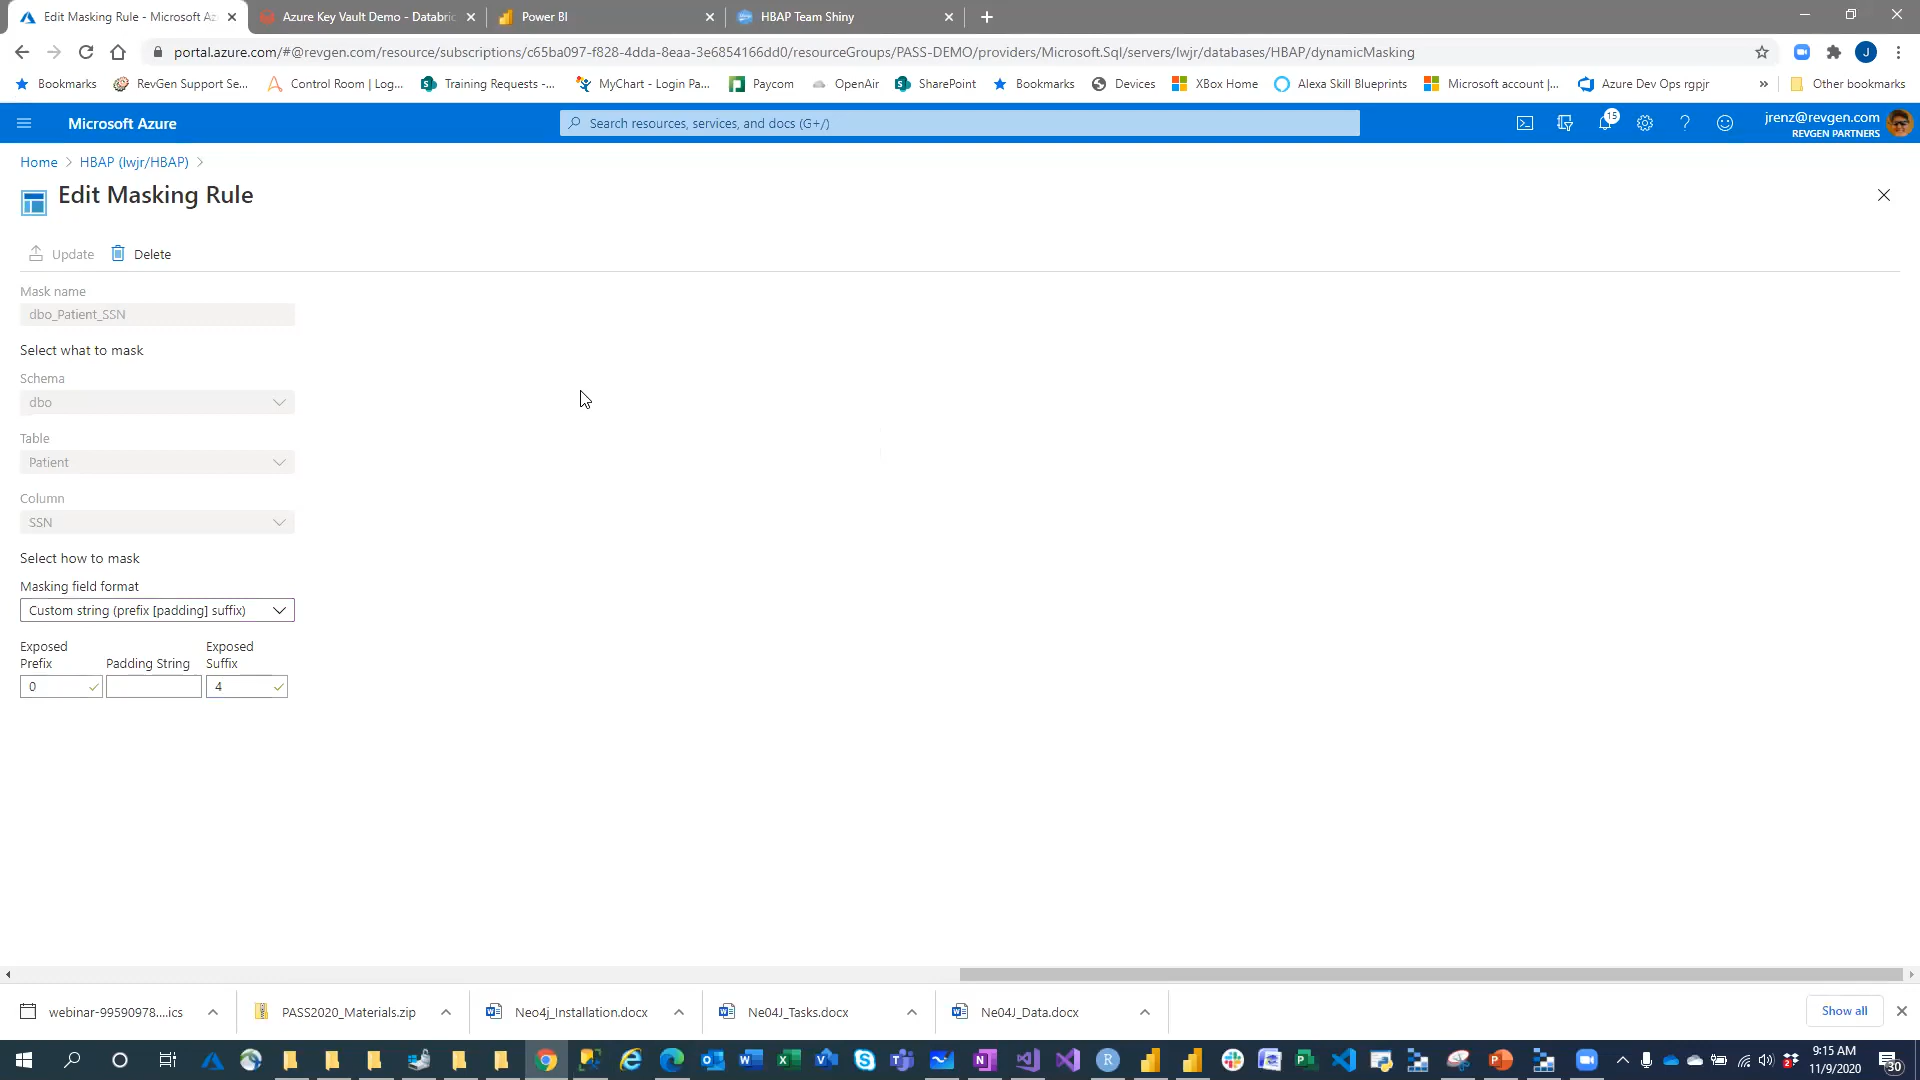 Edit Masking Rule - Microsoft Az
Azure Key Vault Demo - Databric
Power BI
HBAP Team Shiny
portal.azure.com/#@revgen.com/resource/subscriptions/c65ba097-f828-4dda-8eaa-3e6854166dd0/resourceGroups/PASS-DEMO/providers/Microsoft.Sql/servers/lwjr/databases/HBAP/dynamicMasking
J
Bookmarks
RevGen Support Se...
Control Room | Log...
Training Requests -...
MyChart - Login Pa...
Paycom
OpenAir
SharePoint
Bookmarks
Devices
XBox Home
Alexa Skill Blueprints
Microsoft account |...
Azure Dev Ops rgpjr
»
Other bookmarks
Microsoft Azure
Search resources, services, and docs (G+/)
15
jrenz@revgen.com
REVGEN PARTNERS
Home > HBAP (lwjr/HBAP) >
Edit Masking Rule
Update
Delete
Mask name
dbo_Patient_SSN
Select what to mask
Schema
dbo
Table
Patient
Column
SSN
Select how to mask
Masking field format
Custom string (prefix [padding] suffix)
Exposed Prefix
Padding String
Exposed Suffix
0
4
webinar-99590978....ics
PASS2020_Materials.zip
Neo4j_Installation.docx
Ne04J_Tasks.docx
Ne04J_Data.docx
Show all
9:15 AM
11/9/2020
30